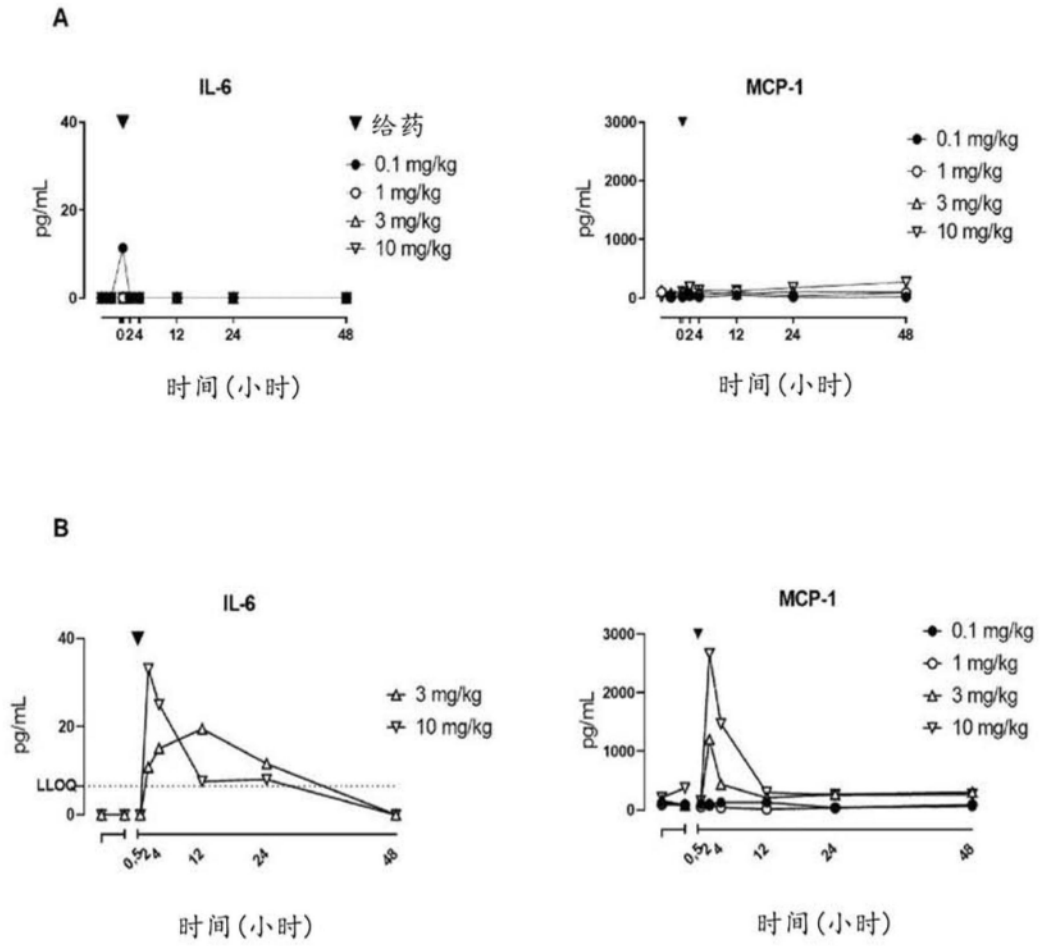 A
IL-6
40
20
0
pg/mL
0 2 4 12 24 48
时间(小时)
给药
0.1 mg/kg
1 mg/kg
3 mg/kg
10 mg/kg
MCP-1
3000
2000
1000
0
pg/mL
0 2 4 12 24 48
时间(小时)
0.1 mg/kg
1 mg/kg
3 mg/kg
10 mg/kg
B
IL-6
40
20
LLOQ
0
pg/mL
0,5 2 4 12 24 48
时间(小时)
3 mg/kg
10 mg/kg
MCP-1
3000
2000
1000
0
pg/mL
0,5 2 4 12 24 48
时间(小时)
0.1 mg/kg
1 mg/kg
3 mg/kg
10 mg/kg